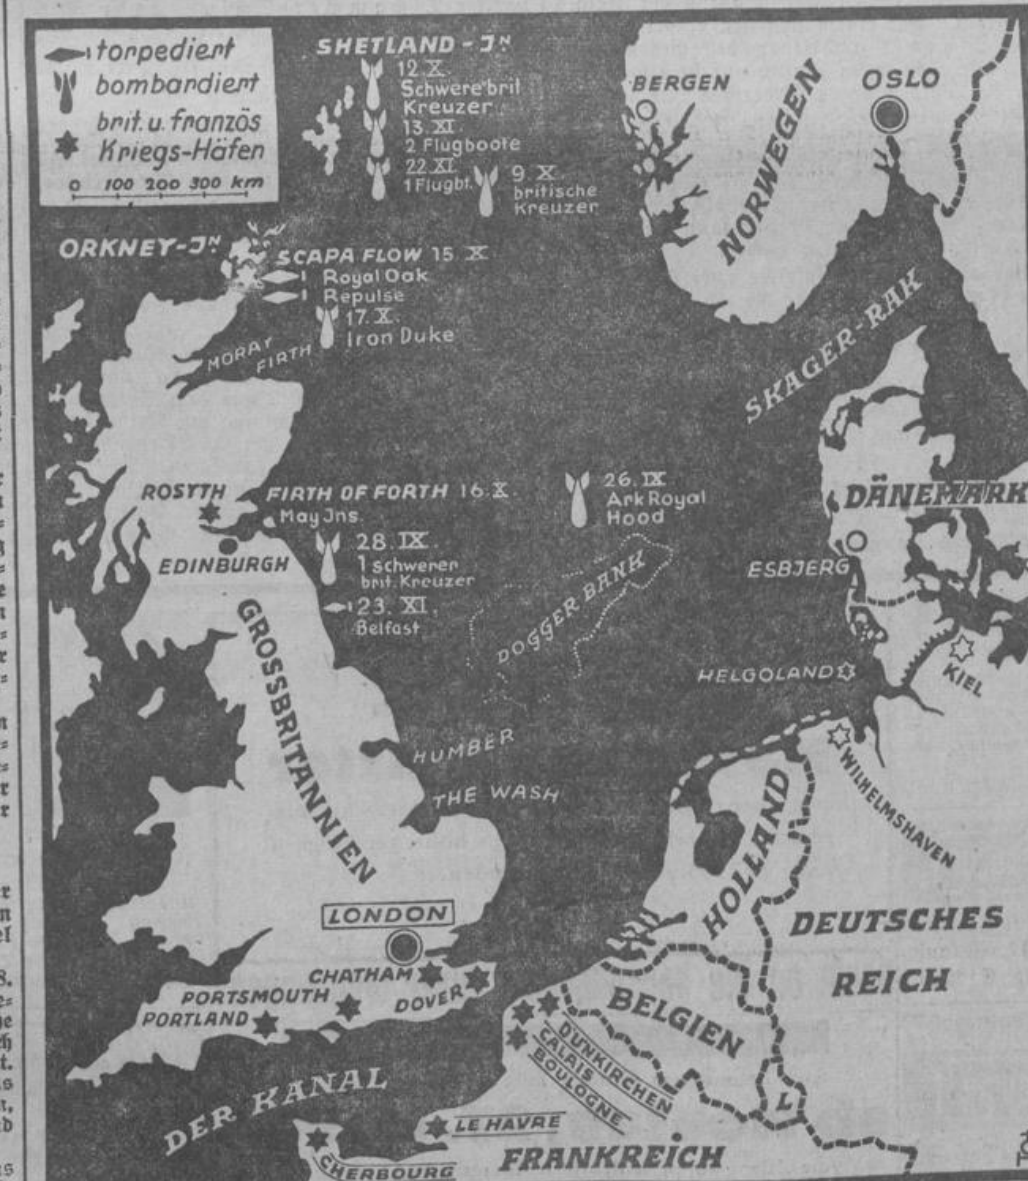 torpediert
bombardiert
brit. u. französ
Kriegs-Häfen
0 100 200 300 km
SHETLAND-Jn
12. X
Schwere brit
Kreuzer
13. XI
2 Flugboote
22. XI
1 Flugbt.
9 X.
britische
Kreuzer
BERGEN
OSLO
NORWEGEN
ORKNEY-Jn
SCAPA FLOW 15 X
Royal Oak
Repulse
17. X.
Iron Duke
MORAY
FIRTH
SKAGER-RAK
ROSYTH
FIRTH OF FORTH 16. X.
May Jns.
EDINBURGH
28. IX.
1 schwerer
brit. Kreuzer
23. XI.
Belfast
26. IX
Ark Royal
Hood
DÄNEMARK
ESBJERG
DOGGER BANK
HELGOLAND
KIEL
GROSSBRITANNIEN
HUMBER
THE WASH
WILHELMSHAVEN
HOLLAND
DEUTSCHES
REICH
LONDON
CHATHAM
PORTSMOUTH
DOVER
PORTLAND
BELGIEN
DÜNKIRCHEN
CALAIS
BOULOGNE
L
DER KANAL
LE HAVRE
CHERBOURG
FRANKREICH